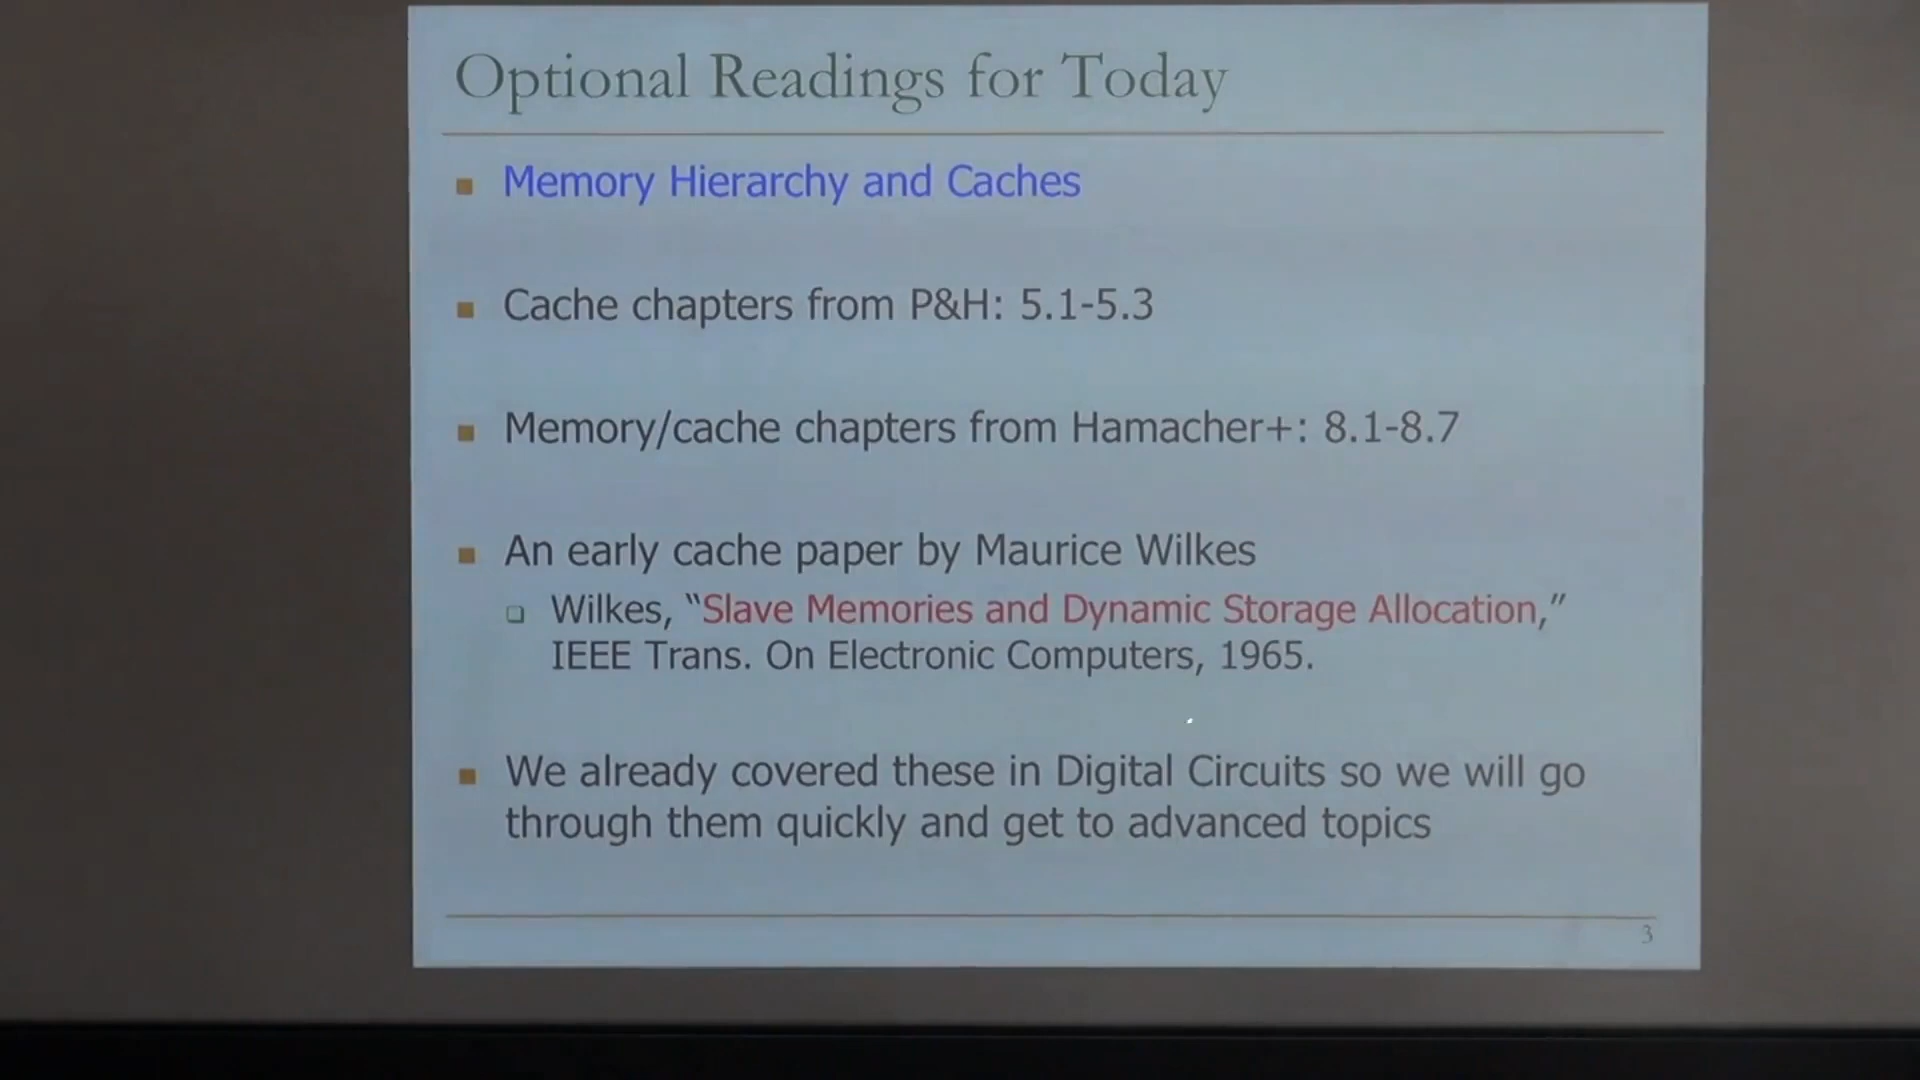 Optional Readings for Today
Memory Hierarchy and Caches
Cache chapters from P&H: 5.1-5.3
Memory/cache chapters from Hamacher+: 8.1-8.7
An early cache paper by Maurice Wilkes
Wilkes, “Slave Memories and Dynamic Storage Allocation,”
IEEE Trans. On Electronic Computers, 1965.
We already covered these in Digital Circuits so we will go
through them quickly and get to advanced topics
3